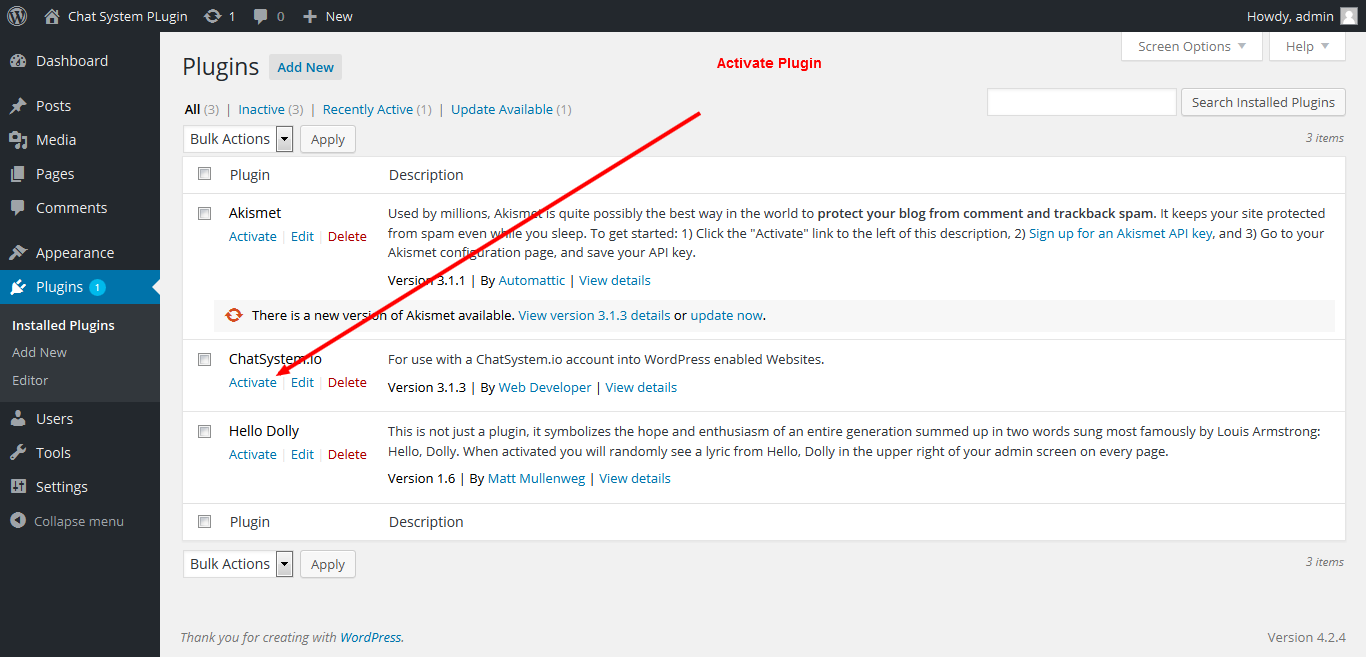 Chat System PLugin 1 0 New Howdy, admin
Dashboard
Posts
Media
Pages
Comments
Appearance
Plugins 1
Installed Plugins
Add New
Editor
Users
Tools
Settings
Collapse menu
Screen Options Help
Plugins Add New
Activate Plugin
All (3) | Inactive (3) | Recently Active (1) | Update Available (1)
Search Installed Plugins
Bulk Actions Apply
3 items
Plugin Description
Akismet
Activate | Edit | Delete
Used by millions, Akismet is quite possibly the best way in the world to protect your blog from comment and trackback spam. It keeps your site protected
from spam even while you sleep. To get started: 1) Click the "Activate" link to the left of this description, 2) Sign up for an Akismet API key, and 3) Go to your
Akismet configuration page, and save your API key.
Version 3.1.1 | By Automattic | View details
There is a new version of Akismet available. View version 3.1.3 details or update now.
ChatSystem.io
Activate | Edit | Delete
For use with a ChatSystem.io account into WordPress enabled Websites.
Version 3.1.3 | By Web Developer | View details
Hello Dolly
Activate | Edit | Delete
This is not just a plugin, it symbolizes the hope and enthusiasm of an entire generation summed up in two words sung most famously by Louis Armstrong:
Hello, Dolly. When activated you will randomly see a lyric from Hello, Dolly in the upper right of your admin screen on every page.
Version 1.6 | By Matt Mullenweg | View details
Plugin Description
Bulk Actions Apply
3 items
Thank you for creating with WordPress.
Version 4.2.4